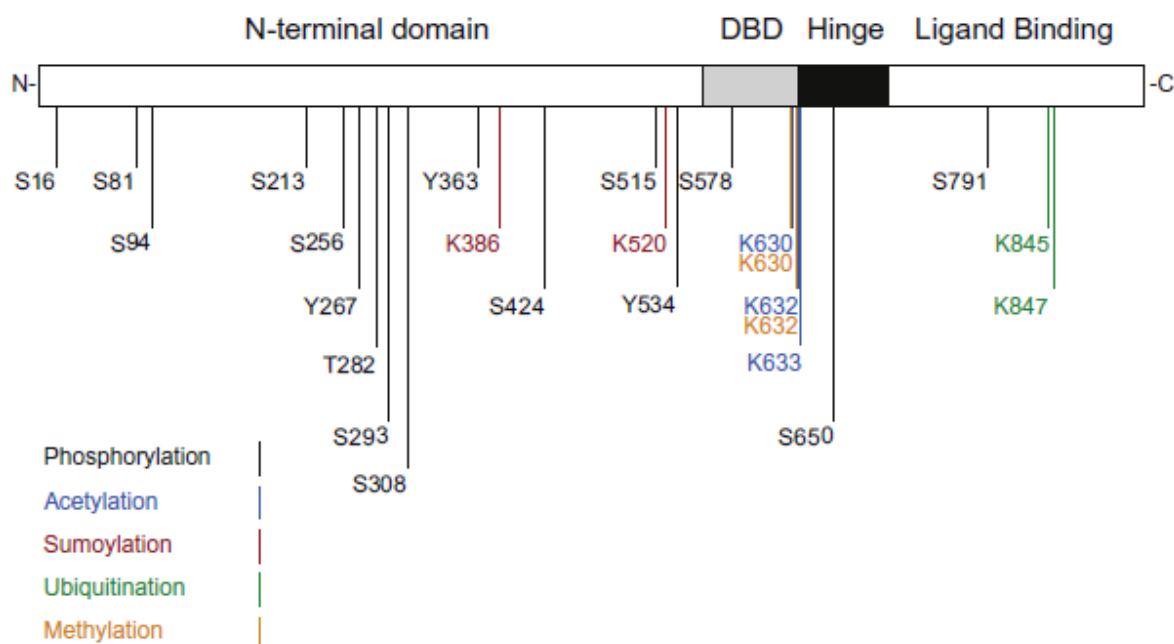 N-terminal domain DBD Hinge Ligand Binding
N- -C
S16 S81 S213 Y363 S515 S578 S791
S94 S256 K386 K520 K630 K845
K630
Y267 S424 Y534 K632 K847
K632
T282 K633
S293 S650
Phosphorylation
S308
Acetylation
Sumoylation
Ubiquitination
Methylation